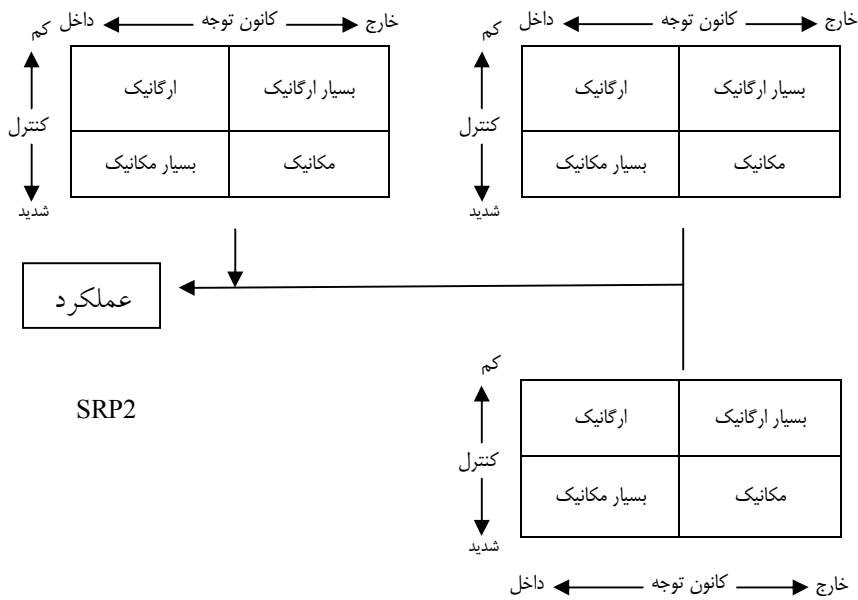 خارج کانون توجه داخل
کم
بسیار ارگانیک ارگانیک
کنترل
مکانیک بسیار مکانیک
شدید
خارج کانون توجه داخل
کم
بسیار ارگانیک ارگانیک
کنترل
مکانیک بسیار مکانیک
شدید
عملکرد
کم
بسیار ارگانیک ارگانیک
کنترل
مکانیک بسیار مکانیک
شدید
خارج کانون توجه داخل
SRP2